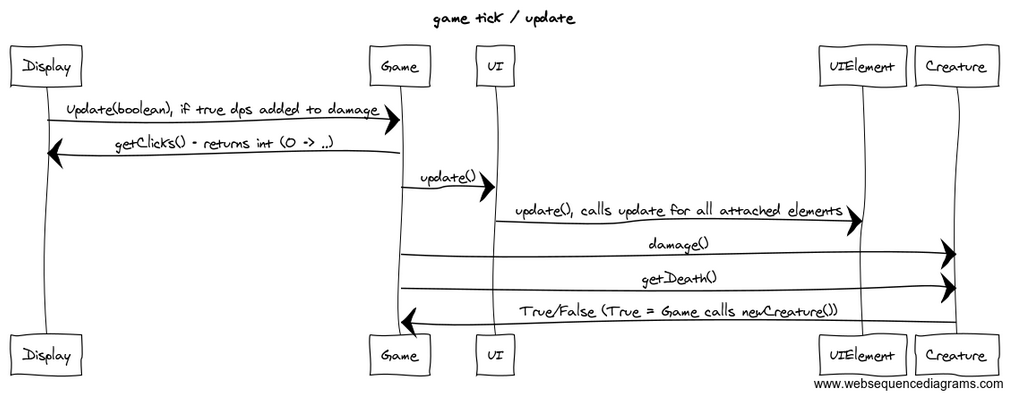 game tick / update
Display Game UI UIElement Creature
update(boolean), if true dps added to damage
getClicks() - returns int (0 -> ..)
update()
update(), calls update for all attached elements
damage()
getDeath()
True/False (True = Game calls newCreature())
Display Game UI UIElement Creature
www.websequencediagrams.com